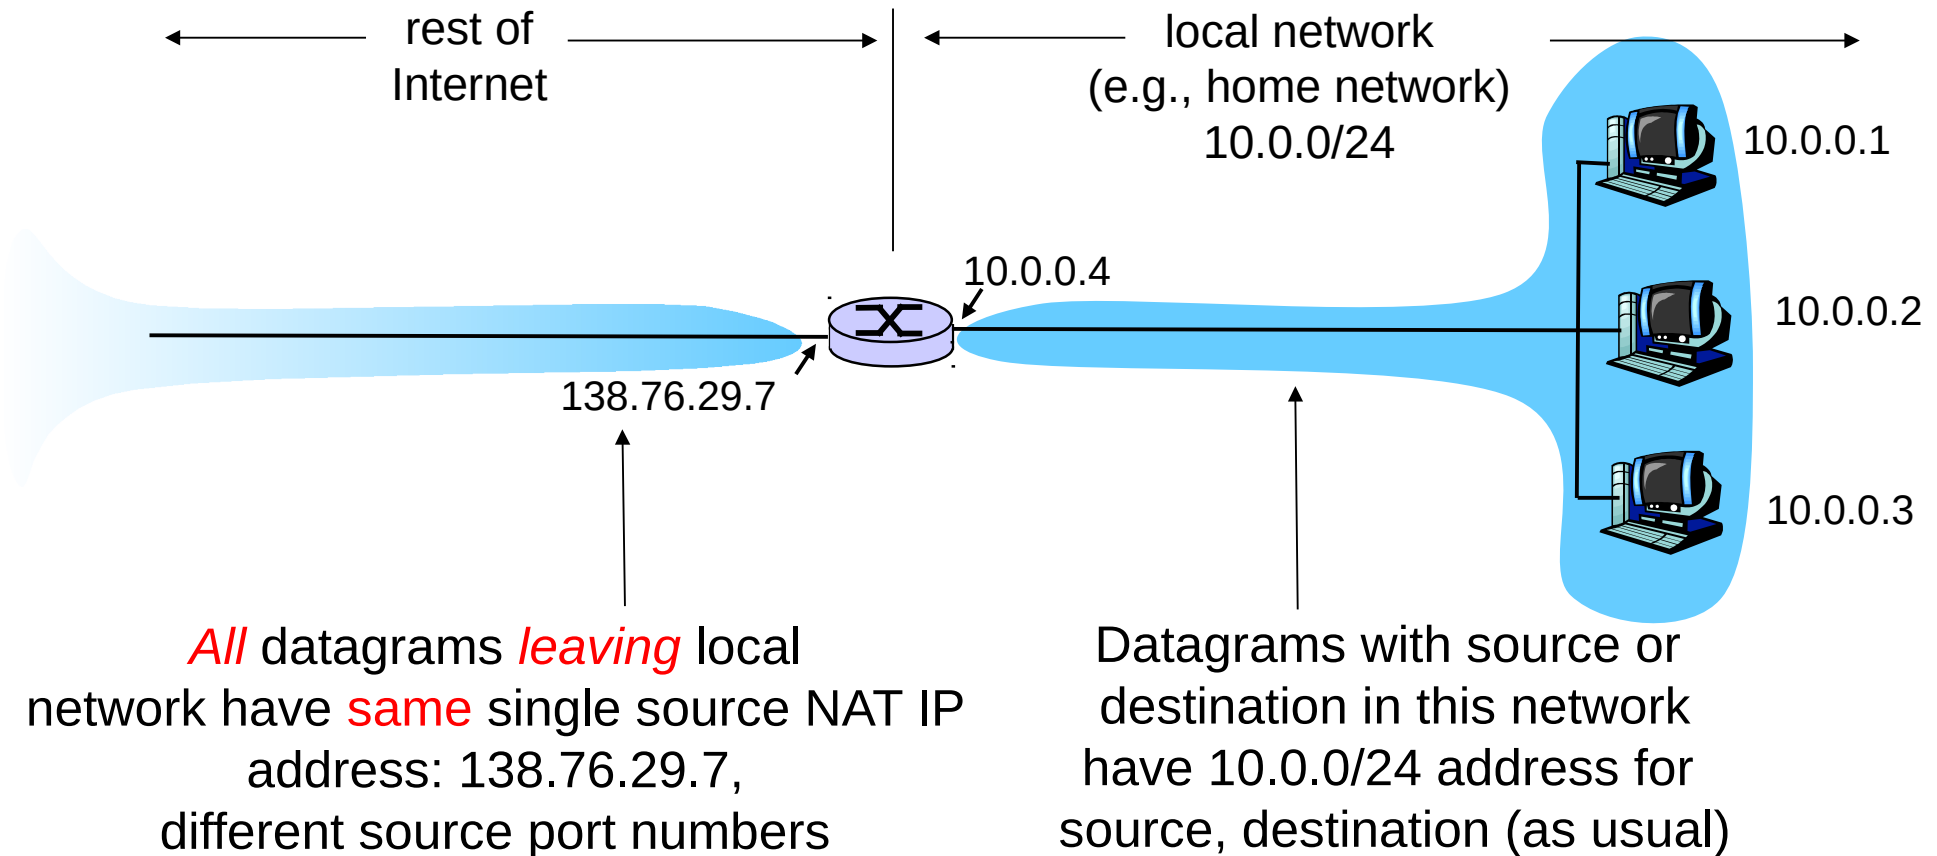 rest of
Internet
local network
(e.g., home network)
10.0.0/24
10.0.0.1
10.0.0.4
10.0.0.2
138.76.29.7
10.0.0.3
All datagrams leaving local
network have same single source NAT IP
address: 138.76.29.7,
different source port numbers
Datagrams with source or
destination in this network
have 10.0.0/24 address for
source, destination (as usual)